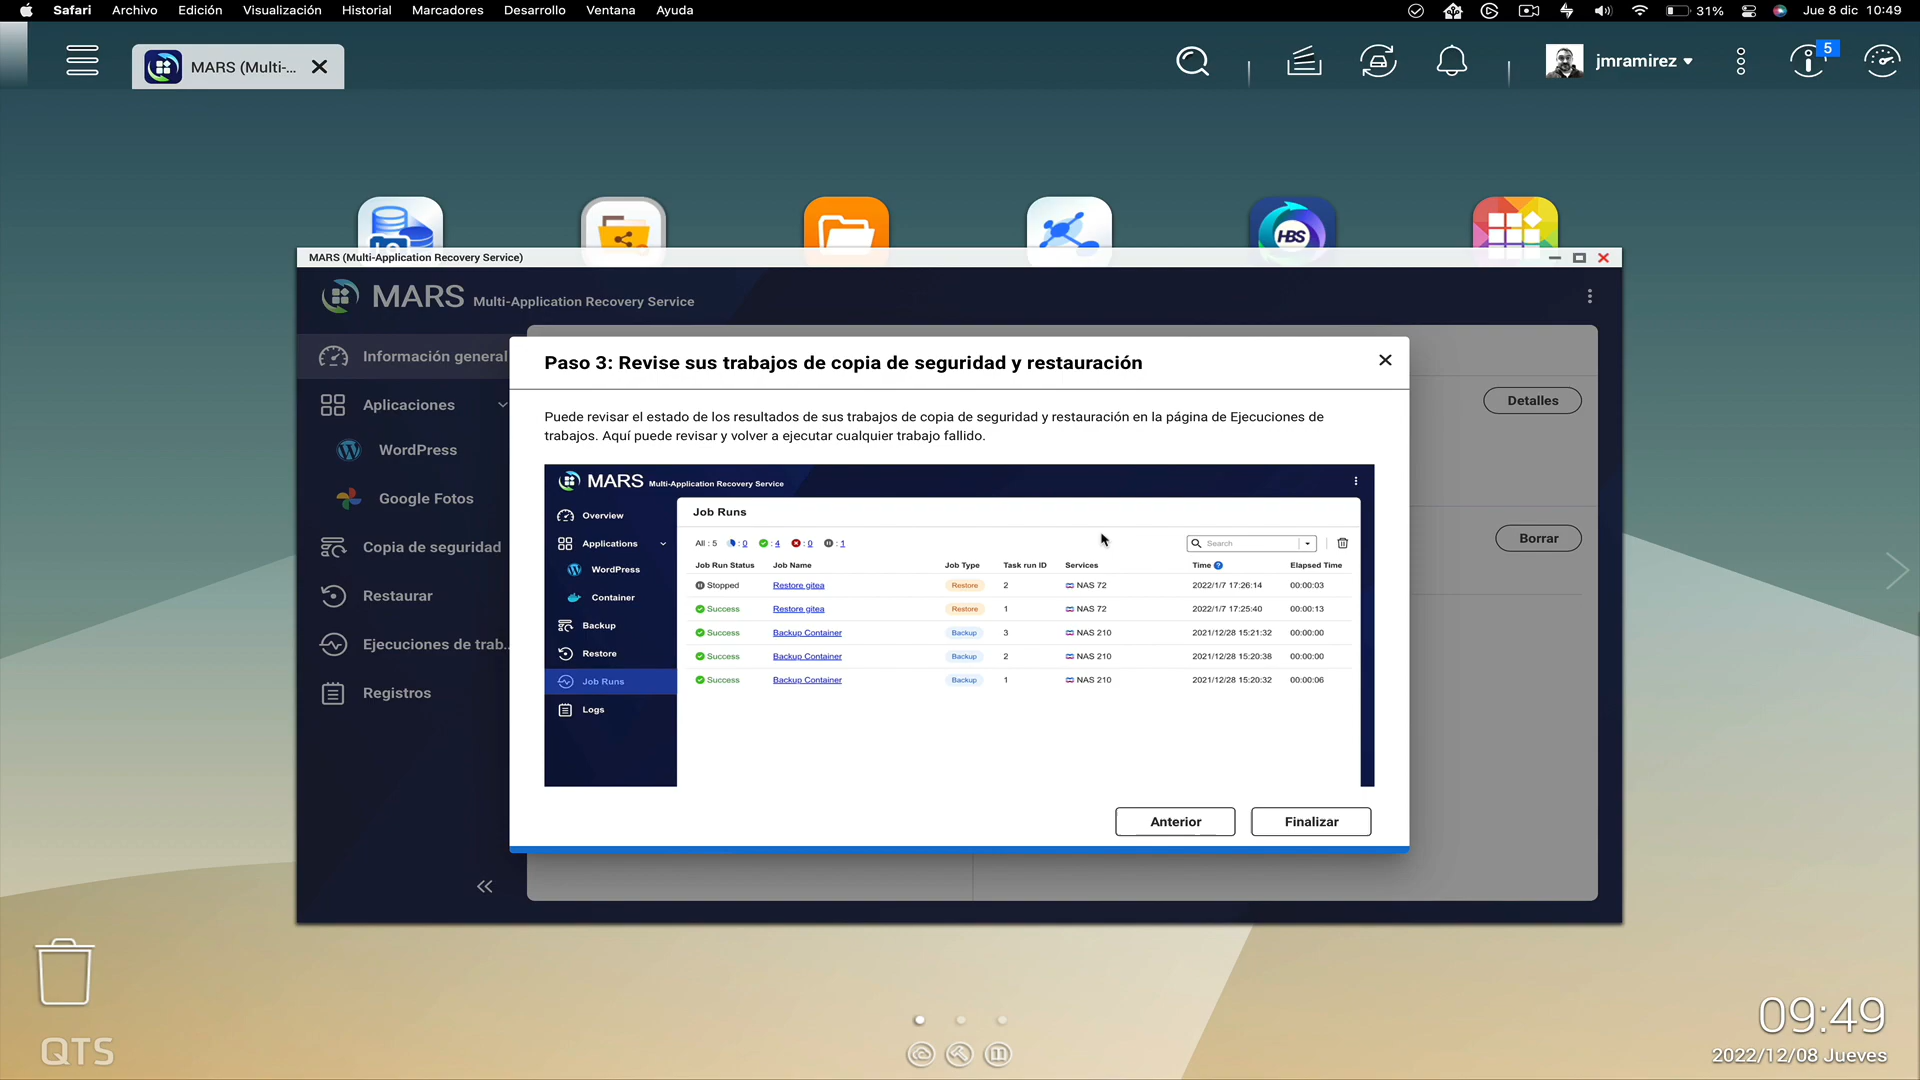 Safari Archivo Edición Visualización Historial Marcadores Desarrollo Ventana Ayuda
31% Jue 8 dic 10:49
MARS (Multi-...
jmramirez
5
HBS
MARS (Multi-Application Recovery Service)
MARS Multi-Application Recovery Service
Información general
Aplicaciones
WordPress
Google Fotos
Copia de seguridad
Restaurar
Ejecuciones de trab...
Registros
Detalles
Borrar
Paso 3: Revise sus trabajos de copia de seguridad y restauración
Puede revisar el estado de los resultados de sus trabajos de copia de seguridad y restauración en la página de Ejecuciones de
trabajos. Aquí puede revisar y volver a ejecutar cualquier trabajo fallido.
MARS Multi-Application Recovery Service
Overview
Applications
WordPress
Container
Backup
Restore
Job Runs
Logs
Job Runs
All : 5 : 0 : 4 : 0 : 1
Search
Job Run Status Job Name Job Type Task run ID Services Time Elapsed Time
Stopped Restore gitea Restore 2 NAS 72 2022/1/7 17:26:14 00:00:03
Success Restore gitea Restore 1 NAS 72 2022/1/7 17:25:40 00:00:13
Success Backup Container Backup 3 NAS 210 2021/12/28 15:21:32 00:00:00
Success Backup Container Backup 2 NAS 210 2021/12/28 15:20:38 00:00:00
Success Backup Container Backup 1 NAS 210 2021/12/28 15:20:32 00:00:06
Anterior Finalizar
QTS
09:49
2022/12/08 Jueves